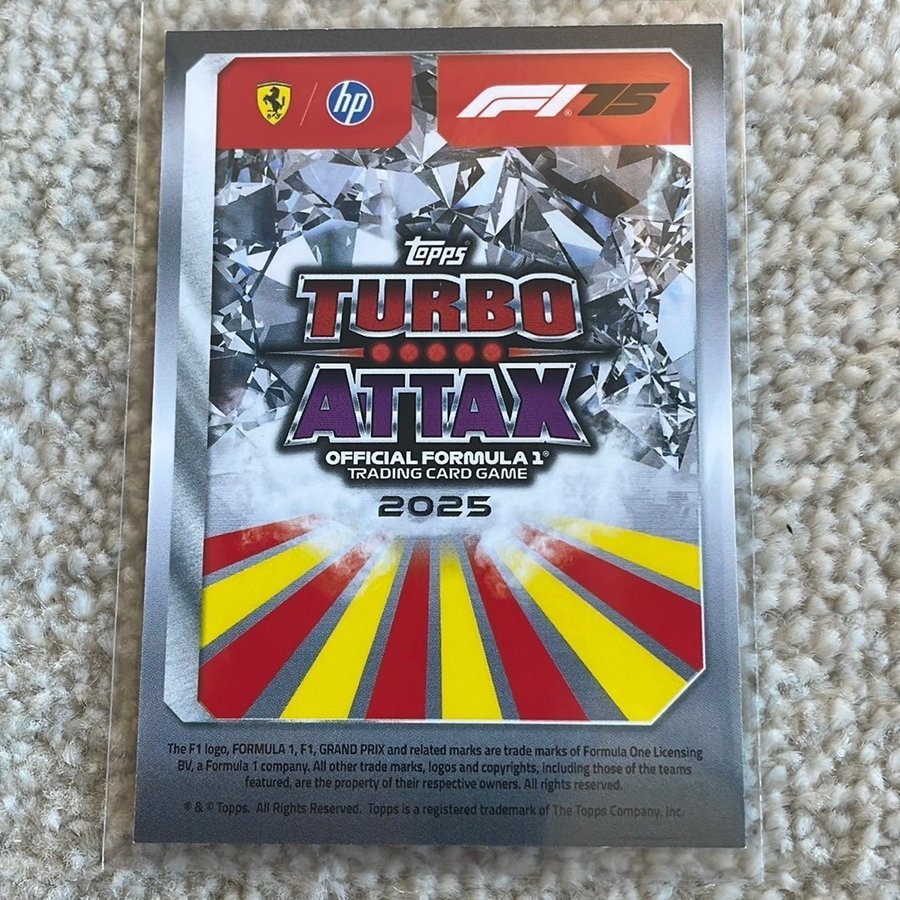 hp
F1® 75
Topps®
TURBO
ATTAX
OFFICIAL FORMULA 1®
TRADING CARD GAME
2025
The F1 logo, FORMULA 1, F1, GRAND PRIX and related marks are trade marks of Formula One Licensing
BV, a Formula 1 company. All other trade marks, logos and copyrights, including those of the teams
featured, are the property of their respective owners. All rights reserved.
® & © Topps. All Rights Reserved. Topps is a registered trademark of The Topps Company, Inc.